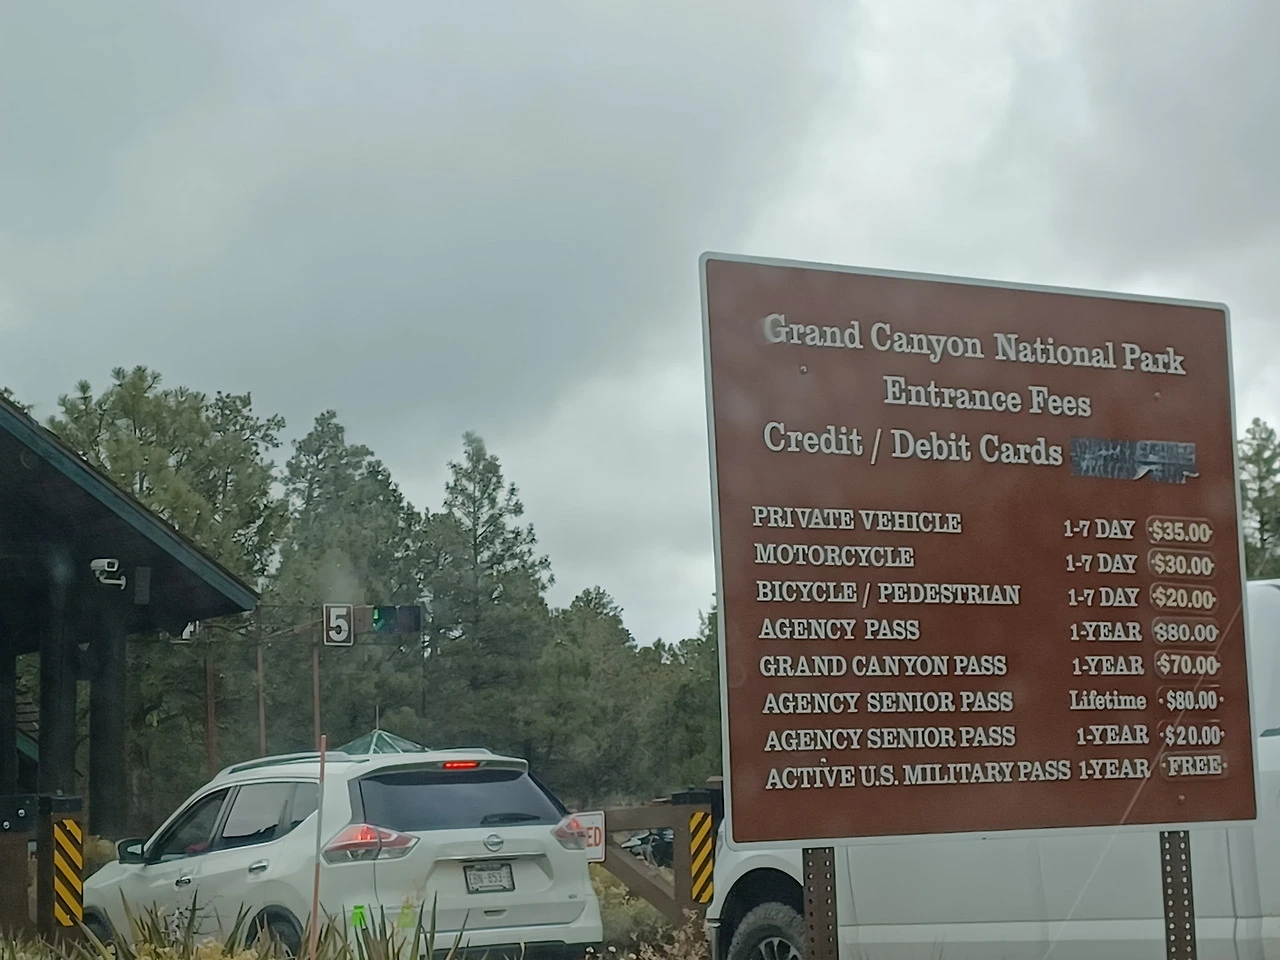 Grand Canyon National Park
Entrance Fees
Credit / Debit Cards
PRIVATE VEHICLE 1-7 DAY $35.00
MOTORCYCLE 1-7 DAY $30.00
BICYCLE / PEDESTRIAN 1-7 DAY $20.00
AGENCY PASS 1-YEAR $80.00
GRAND CANYON PASS 1-YEAR $70.00
AGENCY SENIOR PASS Lifetime $80.00
AGENCY SENIOR PASS 1-YEAR $20.00
ACTIVE U.S. MILITARY PASS 1-YEAR FREE
5
ED